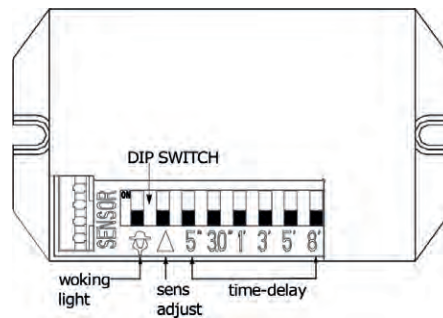 DIP SWITCH
ON
SENSOR
5" 30" 1' 3' 5' 8'
woking
light
sens
adjust
time-delay